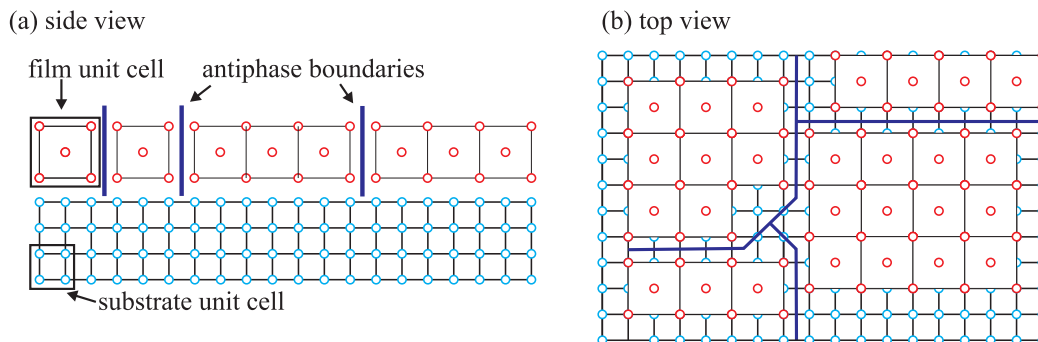 (a) side view
(b) top view
film unit cell
antiphase boundaries
substrate unit cell